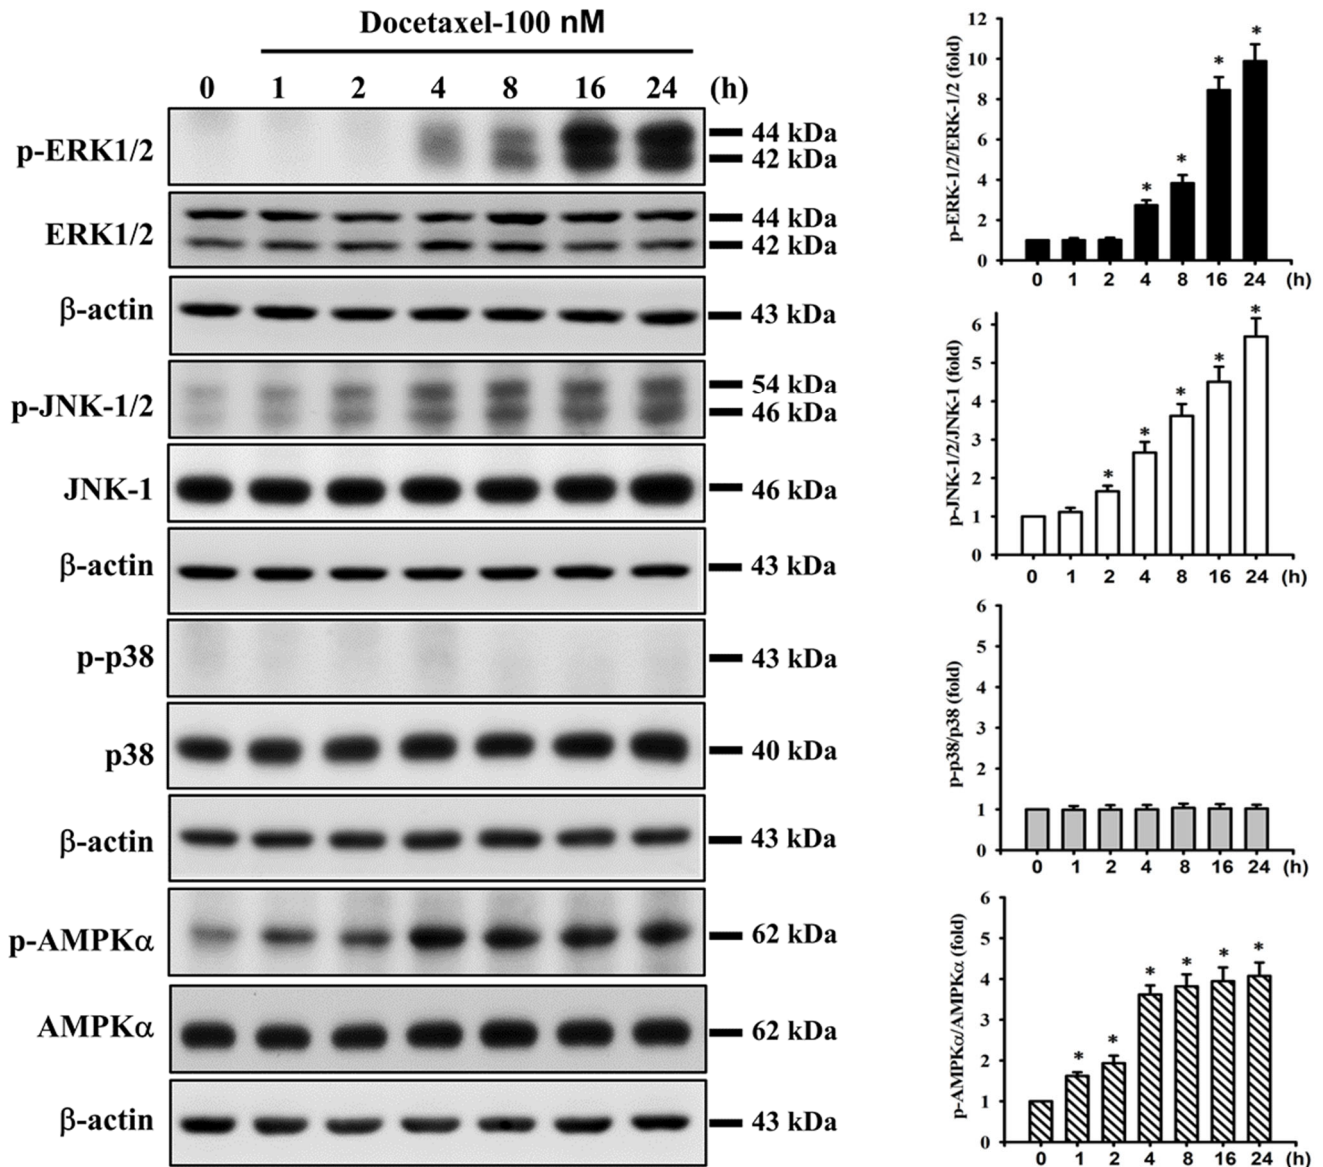 Docetaxel-100 nM
0 1 2 4 8 16 24 (h)
p-ERK1/2
44 kDa
42 kDa
ERK1/2
44 kDa
42 kDa
β-actin
43 kDa
p-JNK-1/2
54 kDa
46 kDa
JNK-1
46 kDa
β-actin
43 kDa
p-p38
43 kDa
p38
40 kDa
β-actin
43 kDa
p-AMPKα
62 kDa
AMPKα
62 kDa
β-actin
43 kDa
p-ERK-1/2/ERK-1/2 (fold)
12
10
8
6
4
2
0
* * * *
0 1 2 4 8 16 24 (h)
p-JNK-1/2/JNK-1 (fold)
6
5
4
3
2
1
0
* * * * *
0 1 2 4 8 16 24 (h)
p-p38/p38 (fold)
6
5
4
3
2
1
0
0 1 2 4 8 16 24 (h)
p-AMPKα/AMPKα (fold)
6
5
4
3
2
1
0
* * * * * *
0 1 2 4 8 16 24 (h)